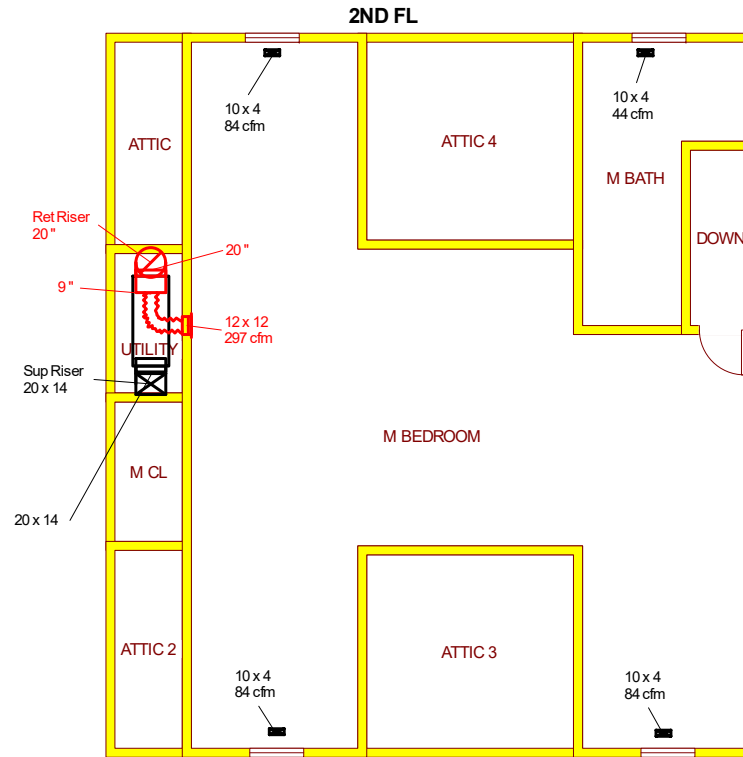 2ND FL
10 x 4
84 cfm
10 x 4
44 cfm
ATTIC
ATTIC 4
M BATH
Ret Riser
20 "
20 "
DOWN
9 "
12 x 12
297 cfm
UTILITY
Sup Riser
20 x 14
M BEDROOM
M CL
20 x 14
ATTIC 2
ATTIC 3
10 x 4
84 cfm
10 x 4
84 cfm